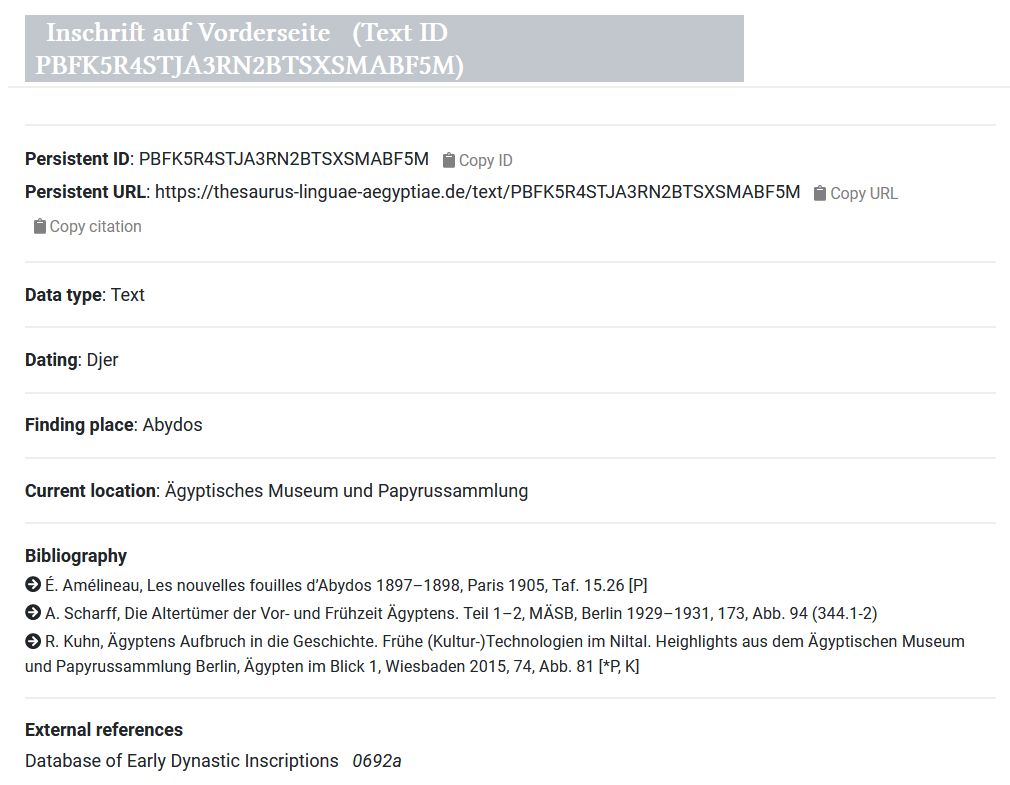 Inschrift auf Vorderseite (Text ID
PBFK5R4STJA3RN2BTSXSMABF5M)
Persistent ID: PBFK5R4STJA3RN2BTSXSMABF5M Copy ID
Persistent URL: https://thesaurus-linguae-aegyptiae.de/text/PBFK5R4STJA3RN2BTSXSMABF5M Copy URL
Copy citation
Data type: Text
Dating: Djer
Finding place: Abydos
Current location: Ägyptisches Museum und Papyrussammlung
Bibliography
É. Amélineau, Les nouvelles fouilles d’Abydos 1897–1898, Paris 1905, Taf. 15.26 [P]
A. Scharff, Die Altertümer der Vor- und Frühzeit Ägyptens. Teil 1–2, MÄSB, Berlin 1929–1931, 173, Abb. 94 (344.1-2)
R. Kuhn, Ägyptens Aufbruch in die Geschichte. Frühe (Kultur-)Technologien im Niltal. Heighlights aus dem Ägyptischen Museum
und Papyrussammlung Berlin, Ägypten im Blick 1, Wiesbaden 2015, 74, Abb. 81 [*P, K]
External references
Database of Early Dynastic Inscriptions 0692a